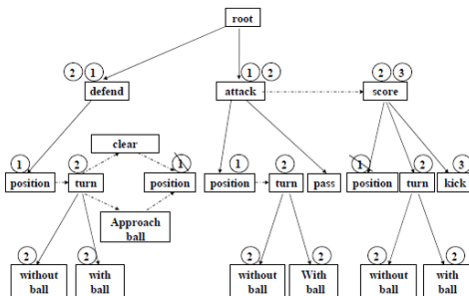 root
2 1 1 2 2 3
defend attack score
clear
1 2 1 1 2 1 2 3
position turn position position turn pass position turn kick
Approach
ball
2 2 2 2 2 2
without with without With without with
ball ball ball ball ball ball